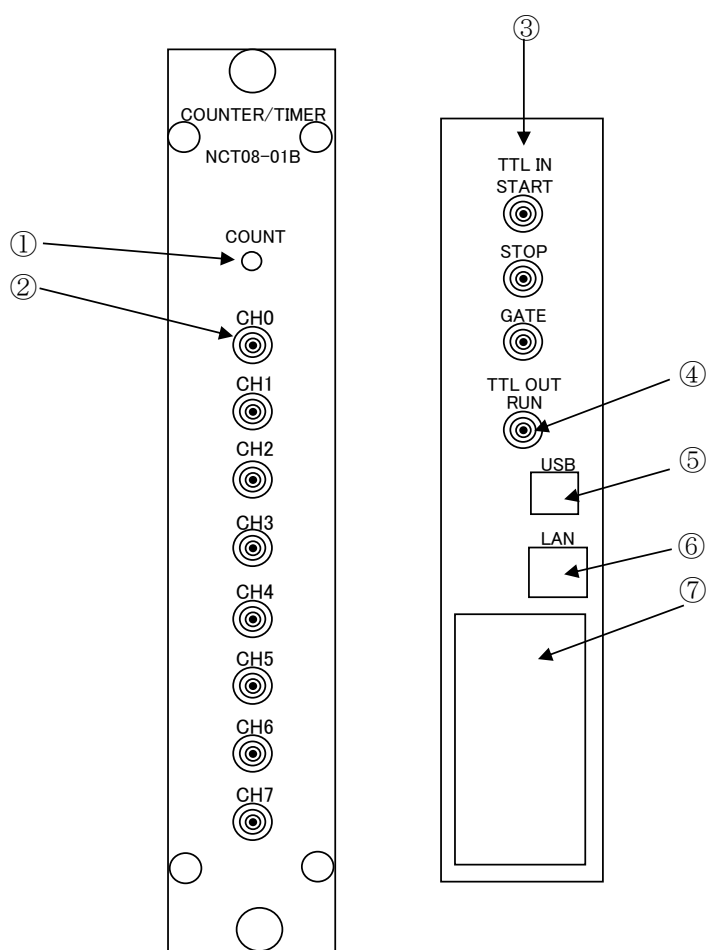 COUNTER/TIMER
NCT08-01B
①
COUNT
②
CH0
CH1
CH2
CH3
CH4
CH5
CH6
CH7
③
TTL IN
START
STOP
GATE
TTL OUT
④
RUN
USB
⑤
LAN
⑥
⑦